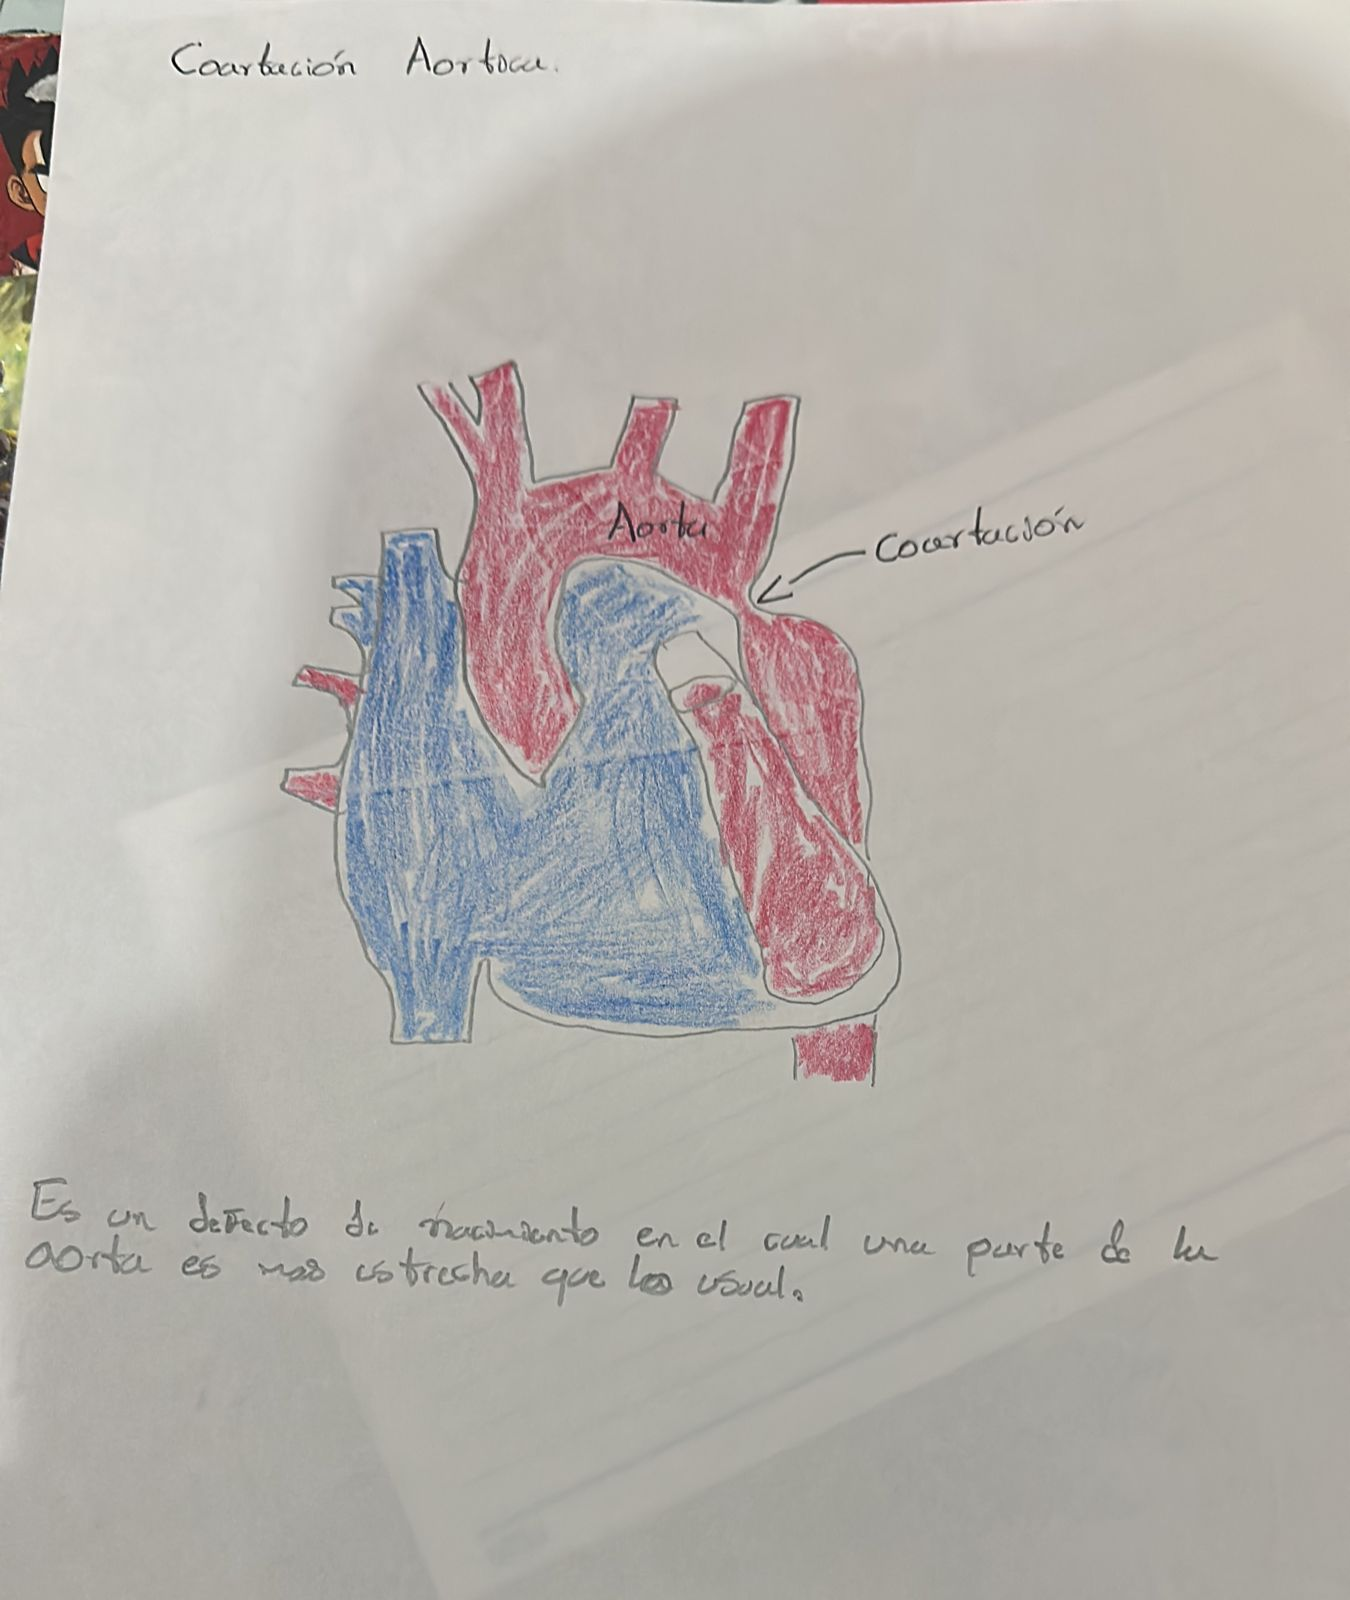 Coartación Aortica.
Aorta
Coartación
Es un defecto de nacimiento en el cual una parte de la
aorta es mas estrecha que lo usual.